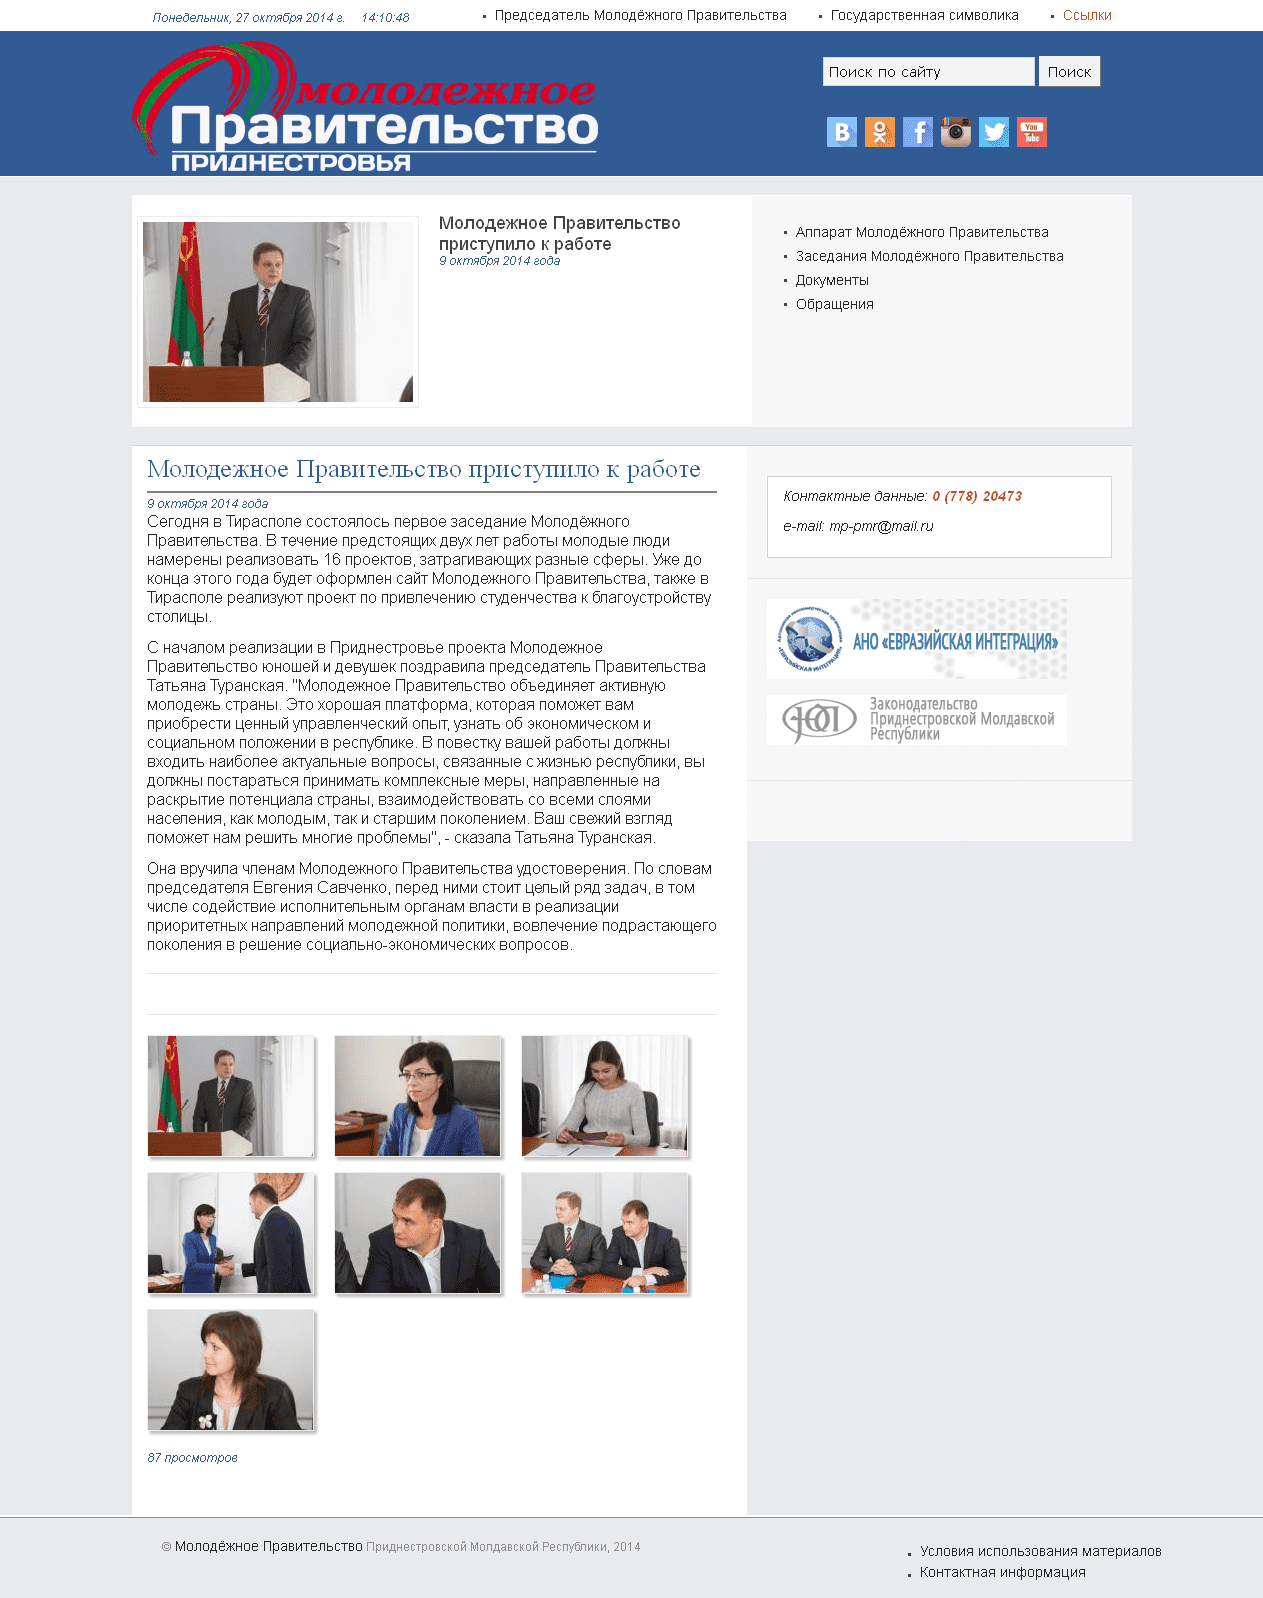 Понедельник, 27 октября 2014 г. 14:10:48
Председатель Молодёжного Правительства
Государственная символика
Ссылки
молодежное
Правительство
ПРИДНЕСТРОВЬЯ
Поиск по сайту
Поиск
You
Tube
Молодежное Правительство
приступило к работе
9 октября 2014 года
Аппарат Молодёжного Правительства
Заседания Молодёжного Правительства
Документы
Обращения
Молодежное Правительство приступило к работе
9 октября 2014 года
Сегодня в Тирасполе состоялось первое заседание Молодёжного
Правительства. В течение предстоящих двух лет работы молодые люди
намерены реализовать 16 проектов, затрагивающих разные сферы. Уже до
конца этого года будет оформлен сайт Молодежного Правительства, также в
Тирасполе реализуют проект по привлечению студенчества к благоустройству
столицы.
С началом реализации в Приднестровье проекта Молодежное
Правительство юношей и девушек поздравила председатель Правительства
Татьяна Туранская. "Молодежное Правительство объединяет активную
молодежь страны. Это хорошая платформа, которая поможет вам
приобрести ценный управленческий опыт, узнать об экономическом и
социальном положении в республике. В повестку вашей работы должны
входить наиболее актуальные вопросы, связанные с жизнью республики, вы
должны постараться принимать комплексные меры, направленные на
раскрытие потенциала страны, взаимодействовать со всеми слоями
населения, как молодым, так и старшим поколением. Ваш свежий взгляд
поможет нам решить многие проблемы", - сказала Татьяна Туранская.
Она вручила членам Молодежного Правительства удостоверения. По словам
председателя Евгения Савченко, перед ними стоит целый ряд задач, в том
числе содействие исполнительным органам власти в реализации
приоритетных направлений молодежной политики, вовлечение подрастающего
поколения в решение социально-экономических вопросов.
87 просмотров
Контактные данные: 0 (778) 20473
e-mail: mp-pmr@mail.ru
Автономная некоммерческая организация
«ЕВРАЗИЙСКАЯ ИНТЕГРАЦИЯ»
АНО «ЕВРАЗИЙСКАЯ ИНТЕГРАЦИЯ»
Законодательство
Приднестровской Молдавской
Республики
© Молодёжное Правительство Приднестровской Молдавской Республики, 2014
Условия использования материалов
Контактная информация